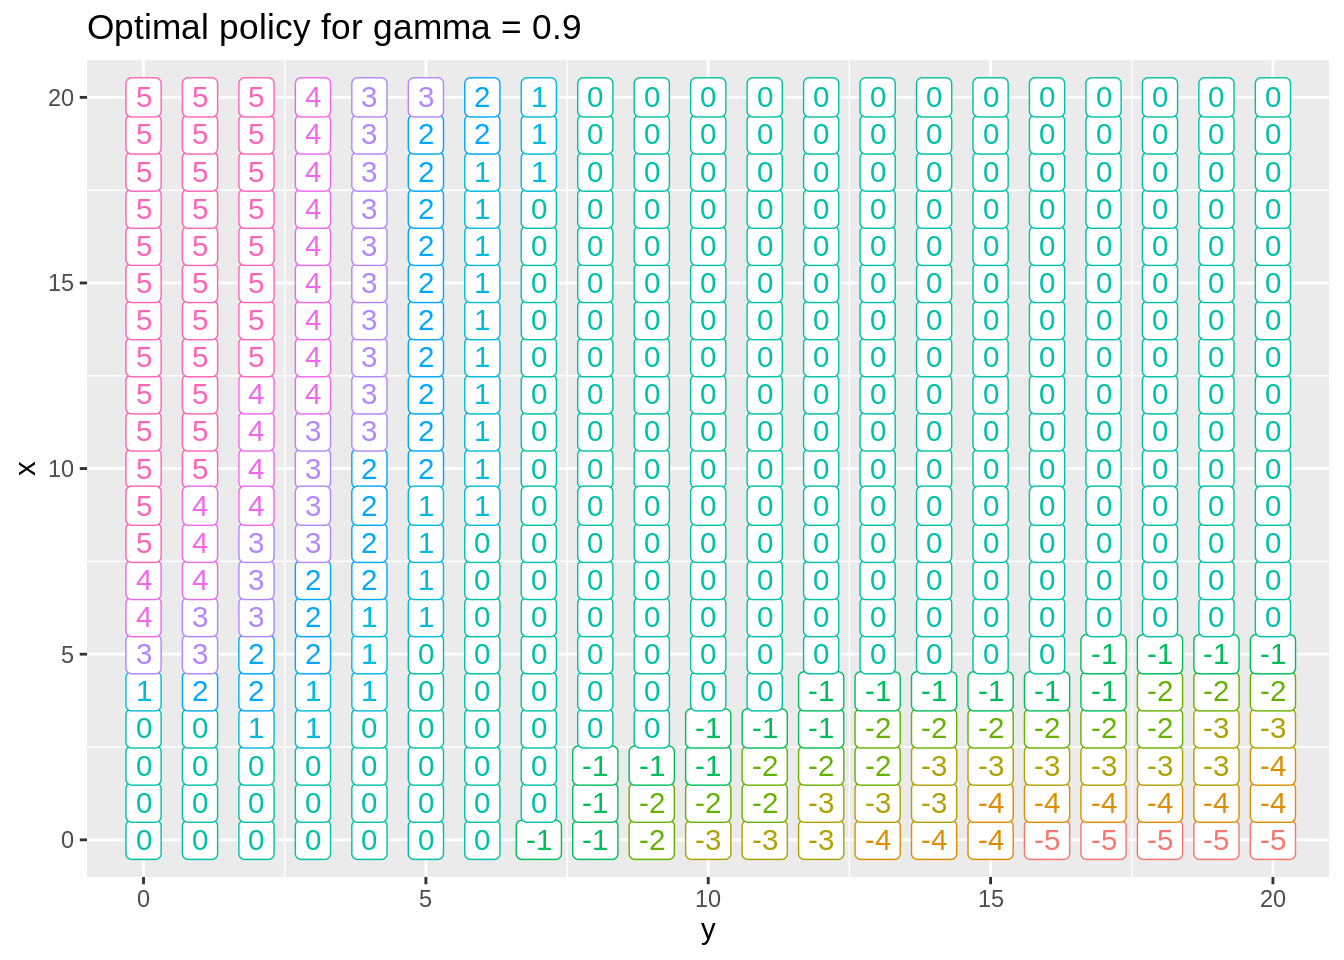 Optimal policy for gamma = 0.9
20 5 5 5 4 3 3 2 1 0 0 0 0 0 0 0 0 0 0 0 0 0
5 5 5 4 3 2 2 1 0 0 0 0 0 0 0 0 0 0 0 0 0
5 5 5 4 3 2 1 1 0 0 0 0 0 0 0 0 0 0 0 0 0
5 5 5 4 3 2 1 0 0 0 0 0 0 0 0 0 0 0 0 0 0
5 5 5 4 3 2 1 0 0 0 0 0 0 0 0 0 0 0 0 0 0
15 5 5 5 4 3 2 1 0 0 0 0 0 0 0 0 0 0 0 0 0 0
5 5 5 4 3 2 1 0 0 0 0 0 0 0 0 0 0 0 0 0 0
5 5 5 4 3 2 1 0 0 0 0 0 0 0 0 0 0 0 0 0 0
5 5 4 4 3 2 1 0 0 0 0 0 0 0 0 0 0 0 0 0 0
5 5 4 3 3 2 1 0 0 0 0 0 0 0 0 0 0 0 0 0 0
x 10 5 5 4 3 2 2 1 0 0 0 0 0 0 0 0 0 0 0 0 0 0
5 4 4 3 2 1 1 0 0 0 0 0 0 0 0 0 0 0 0 0 0
5 4 3 3 2 1 0 0 0 0 0 0 0 0 0 0 0 0 0 0 0
4 4 3 2 2 1 0 0 0 0 0 0 0 0 0 0 0 0 0 0 0
4 3 3 2 1 1 0 0 0 0 0 0 0 0 0 0 0 0 0 0 0
5 3 3 2 2 1 0 0 0 0 0 0 0 0 0 0 0 0 -1 -1 -1 -1
1 2 2 1 1 0 0 0 0 0 0 0 -1 -1 -1 -1 -1 -1 -2 -2 -2
0 0 1 1 0 0 0 0 0 0 -1 -1 -1 -2 -2 -2 -2 -2 -2 -3 -3
0 0 0 0 0 0 0 0 -1 -1 -1 -2 -2 -2 -3 -3 -3 -3 -3 -3 -4
0 0 0 0 0 0 0 0 -1 -2 -2 -2 -3 -3 -3 -4 -4 -4 -4 -4 -4
0 0 0 0 0 0 0 0 -1 -1 -2 -3 -3 -3 -4 -4 -4 -5 -5 -5 -5 -5
0 5 10 15 20
y